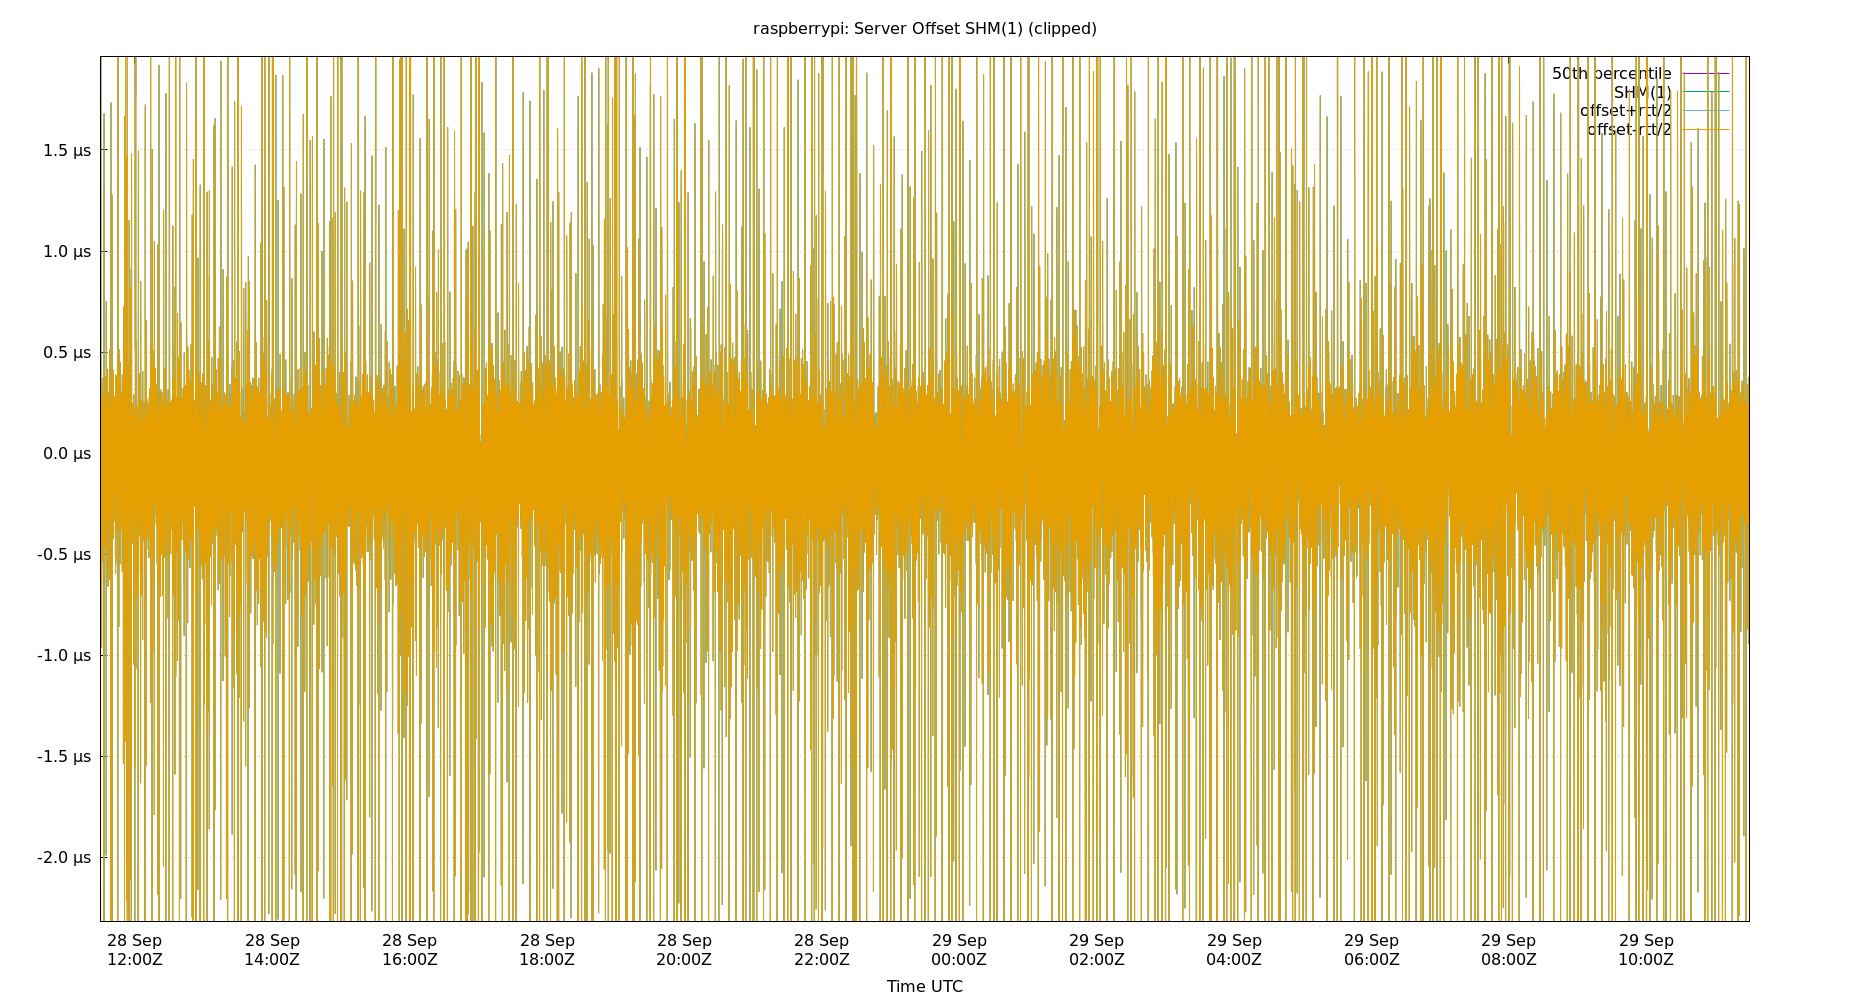 raspberrypi: Server Offset SHM(1) (clipped)
50th percentile
SHM(1)
offset+rtt/2
offset-rtt/2
1.5 µs
1.0 µs
0.5 µs
0.0 µs
-0.5 µs
-1.0 µs
-1.5 µs
-2.0 µs
28 Sep 28 Sep 28 Sep 28 Sep 28 Sep 28 Sep 29 Sep 29 Sep 29 Sep 29 Sep 29 Sep 29 Sep
12:00Z 14:00Z 16:00Z 18:00Z 20:00Z 22:00Z 00:00Z 02:00Z 04:00Z 06:00Z 08:00Z 10:00Z
Time UTC